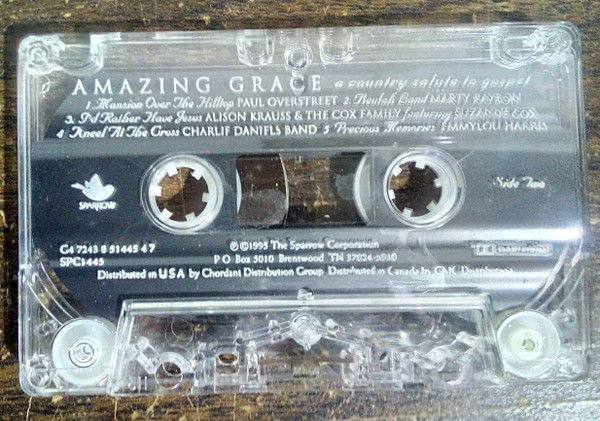 AMAZING GRACE a country salute to gospel
1. Mansion Over The Hilltop PAUL OVERSTREET 2. Beulah Land MARTY RAYBON
3. I'd Rather Have Jesus ALISON KRAUSS & THE COX FAMILY featuring SUZANNE COX
4 Kneel At The Cross CHARLIE DANIELS BAND 5 Precious Memories EMMYLOU HARRIS
SPARROW
Side Two
G4 7243 8 51445 4 7
SPC1445
℗©1995 The Sparrow Corporation
P O Box 5010 Brentwood TN 37024-5010
DOLBY SYSTEM
Distributed in USA by Chordant Distribution Group Distributed in Canada by